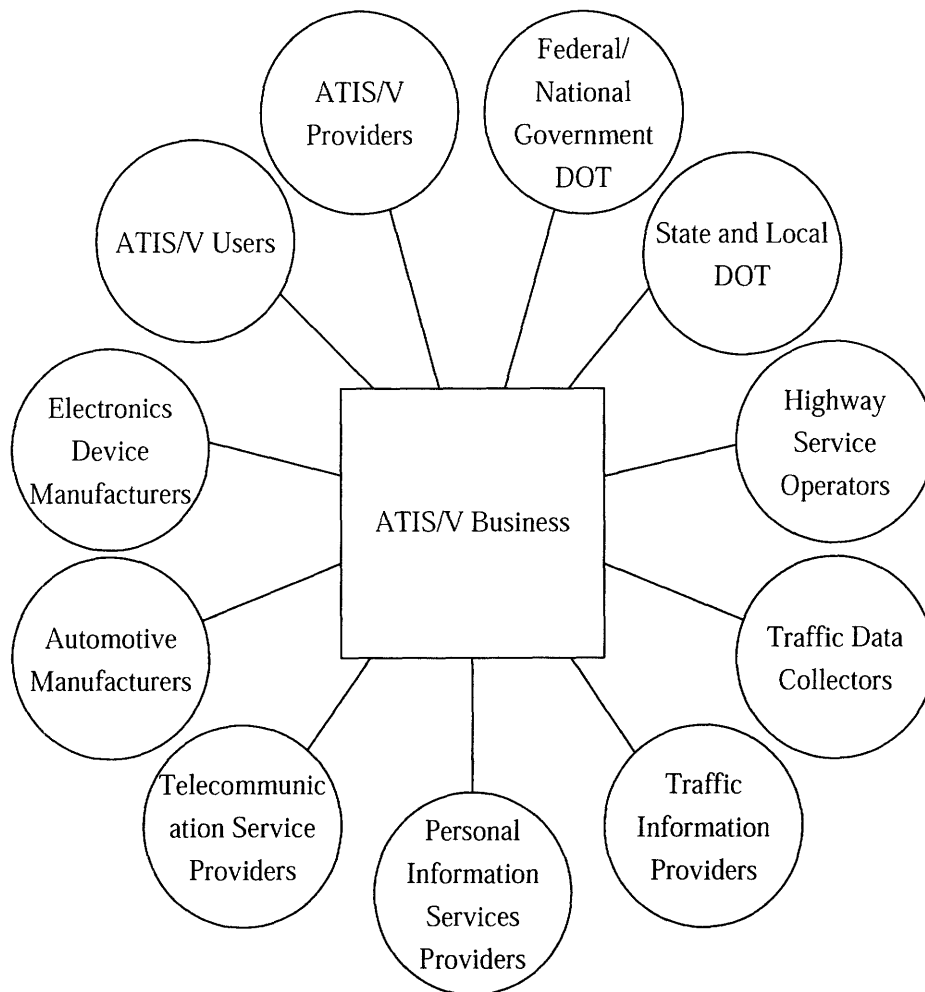 ATIS/V
Providers
Federal/
National
Government
DOT
ATIS/V Users
State and Local
DOT
Electronics
Device
Manufacturers
Highway
Service
Operators
ATIS/V Business
Automotive
Manufacturers
Traffic Data
Collectors
Telecommunic
ation Service
Providers
Personal
Information
Services
Providers
Traffic
Information
Providers